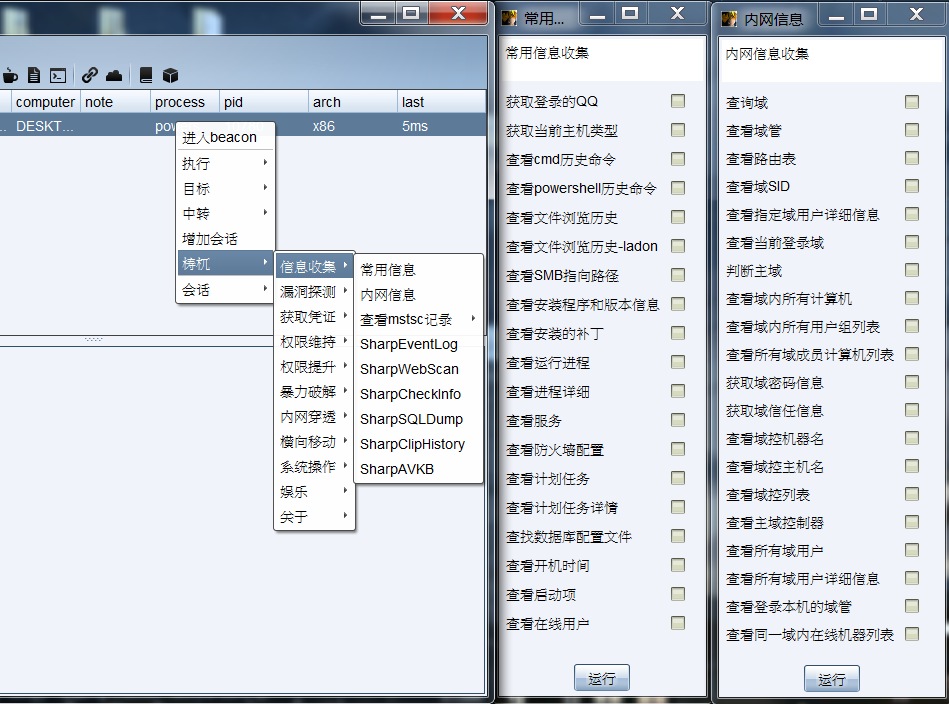 computer note process pid arch last
DESKT... pow x86 5ms
进入beacon
执行
目标
中转
增加会话
梼杌
会话
信息收集
漏洞探测
获取凭证
权限维持
权限提升
暴力破解
内网穿透
横向移动
系统操作
娱乐
关于
常用信息
内网信息
查看mstsc记录
SharpEventLog
SharpWebScan
SharpCheckInfo
SharpSQLDump
SharpClipHistory
SharpAVKB
常用...
常用信息收集
获取登录的QQ
获取当前主机类型
查看cmd历史命令
查看powershell历史命令
查看文件浏览历史
查看文件浏览历史-ladon
查看SMB指向路径
查看安装程序和版本信息
查看安装的补丁
查看运行进程
查看进程详细
查看服务
查看防火墙配置
查看计划任务
查看计划任务详情
查找数据库配置文件
查看开机时间
查看启动项
查看在线用户
运行
内网信息
内网信息收集
查询域
查看域管
查看路由表
查看域SID
查看指定域用户详细信息
查看当前登录域
判断主域
查看域内所有计算机
查看域内所有用户组列表
查看所有域成员计算机列表
获取域密码信息
获取域信任信息
查看域控机器名
查看域控主机名
查看域控列表
查看主域控制器
查看所有域用户
查看所有域用户详细信息
查看登录本机的域管
查看同一域内在线机器列表
运行